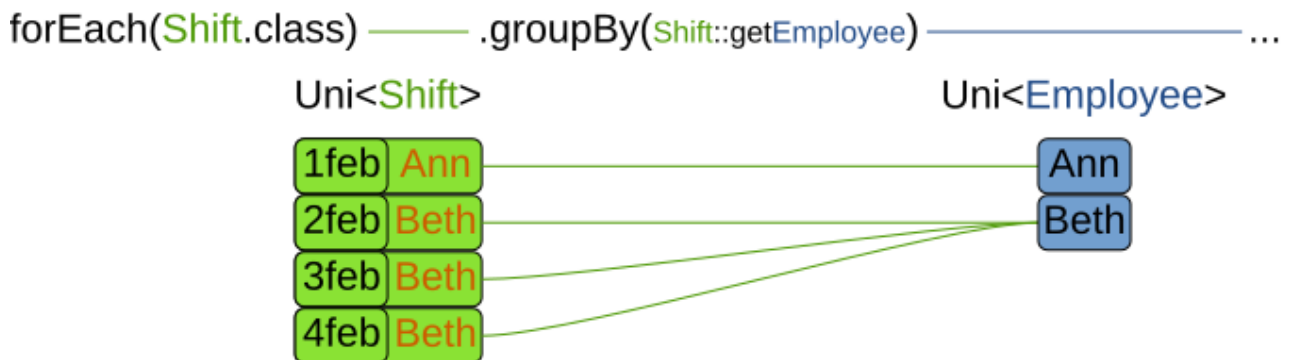 forEach(Shift.class) .groupBy(Shift::getEmployee) ...
Uni<Shift> Uni<Employee>
1feb Ann Ann
2feb Beth Beth
3feb Beth
4feb Beth